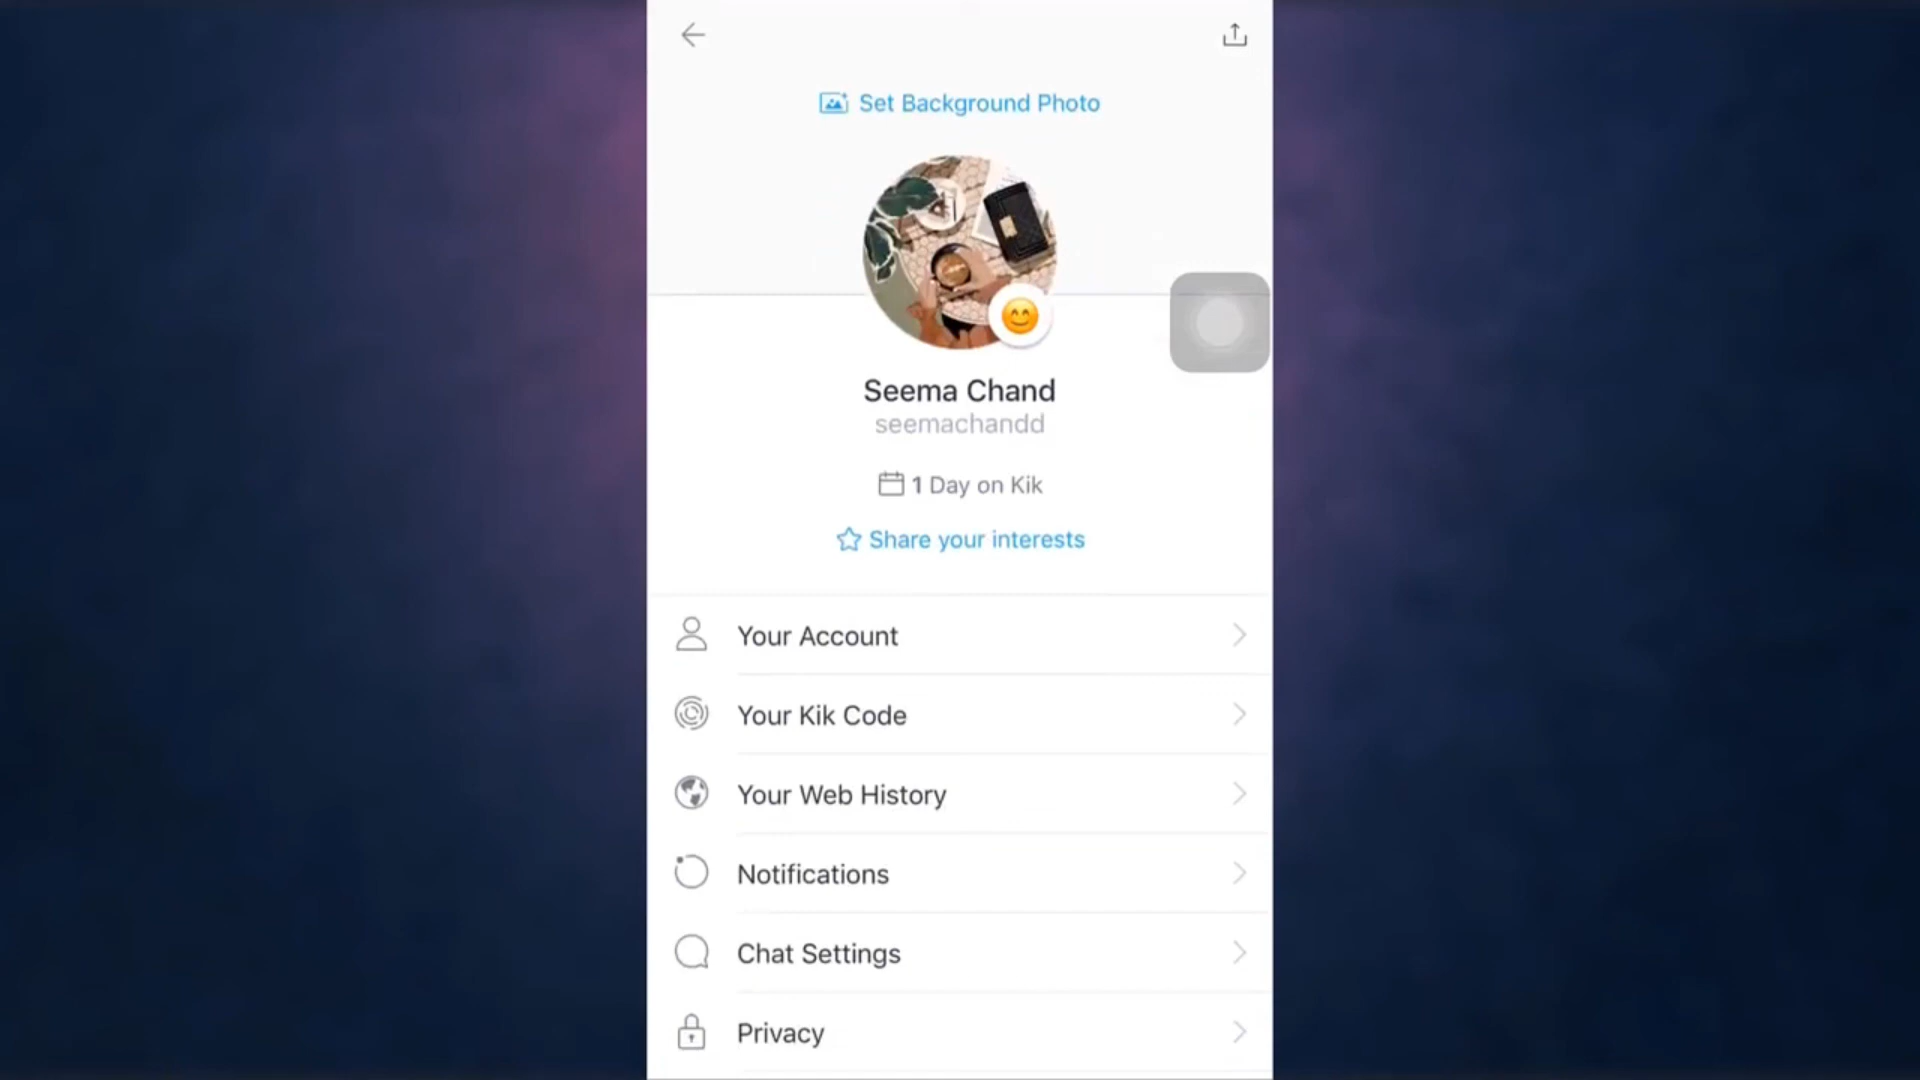 Set Background Photo
Seema Chand
seemachandd
1 Day on Kik
Share your interests
Your Account
Your Kik Code
Your Web History
Notifications
Chat Settings
Privacy